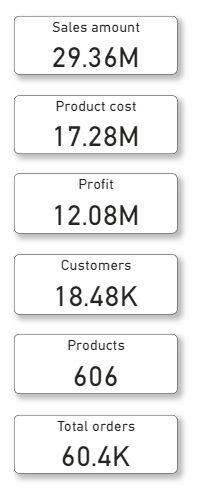 Sales amount
29.36M
Product cost
17.28M
Profit
12.08M
Customers
18.48K
Products
606
Total orders
60.4K